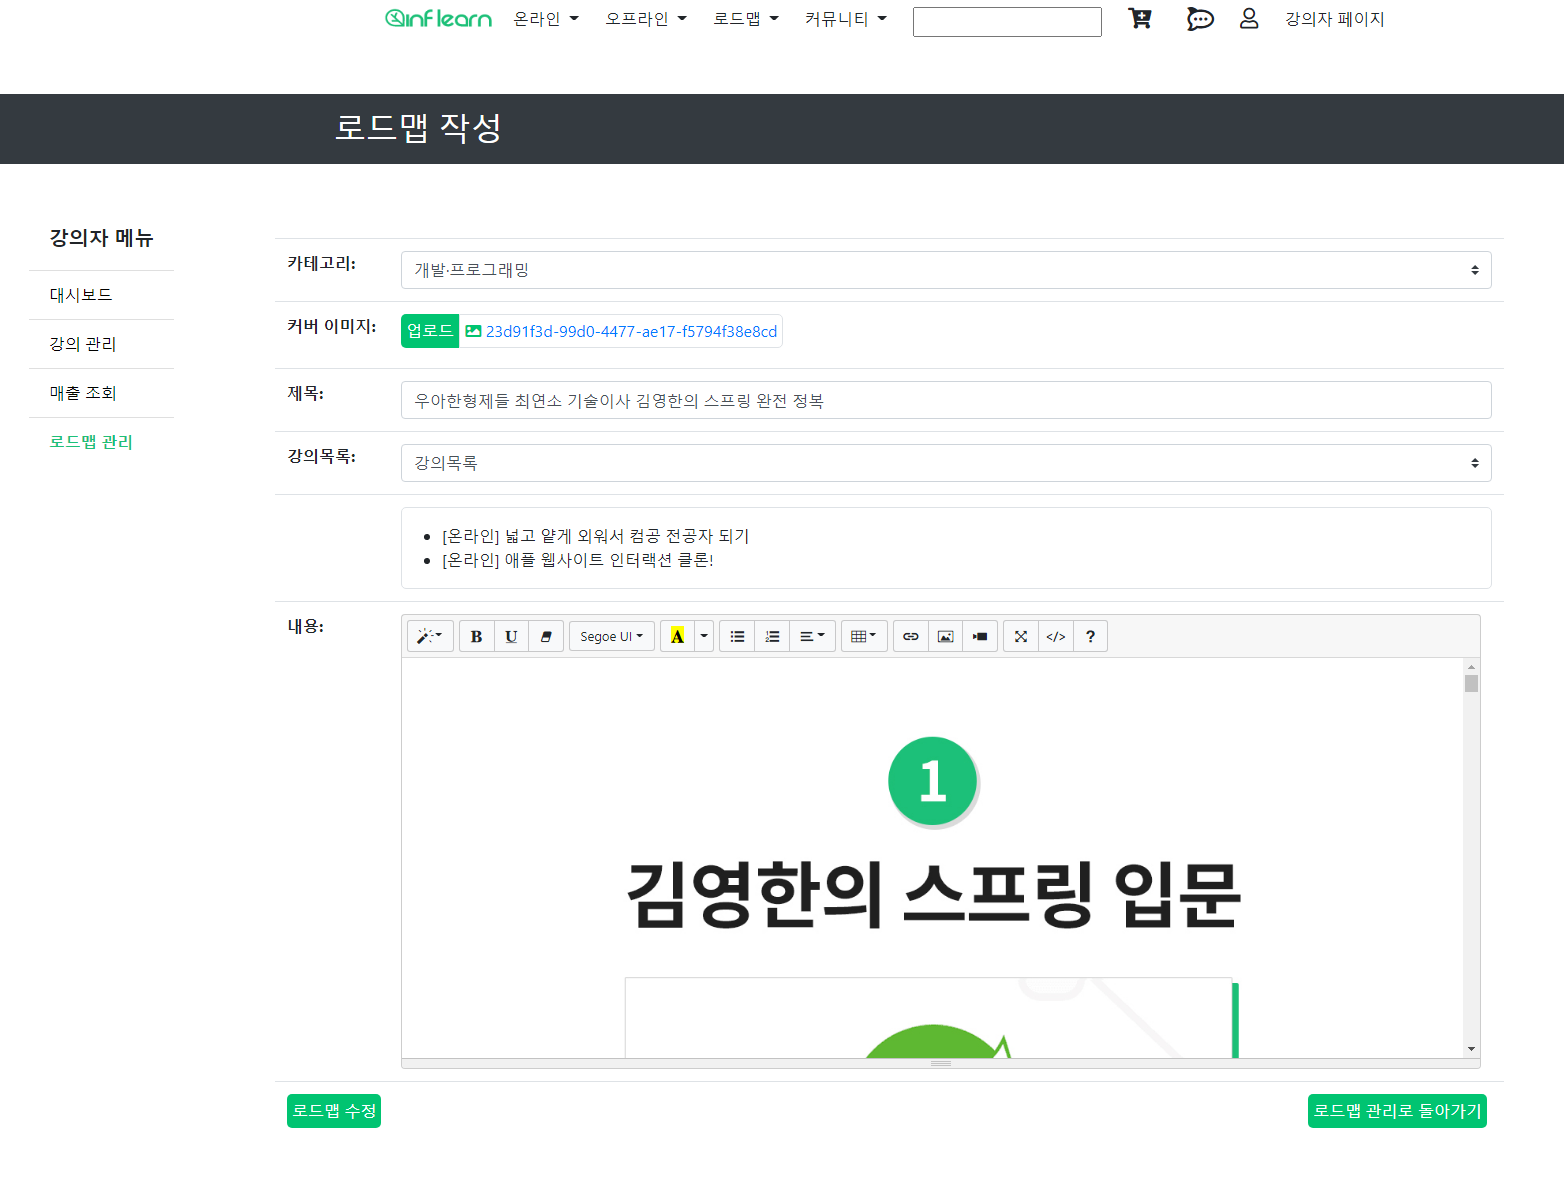 inflearn 온라인 오프라인 로드맵 커뮤니티 강의자 페이지
로드맵 작성
강의자 메뉴
대시보드
강의 관리
매출 조회
로드맵 관리
카테고리: 개발·프로그래밍
커버 이미지: 업로드 23d91f3d-99d0-4477-ae17-f5794f38e8cd
제목: 우아한형제들 최연소 기술이사 김영한의 스프링 완전 정복
강의목록: 강의목록
[온라인] 넓고 얕게 외워서 컴공 전공자 되기
[온라인] 애플 웹사이트 인터랙션 클론!
내용:
B U Segoe UI A </> ?
1
김영한의 스프링 입문
로드맵 수정 로드맵 관리로 돌아가기